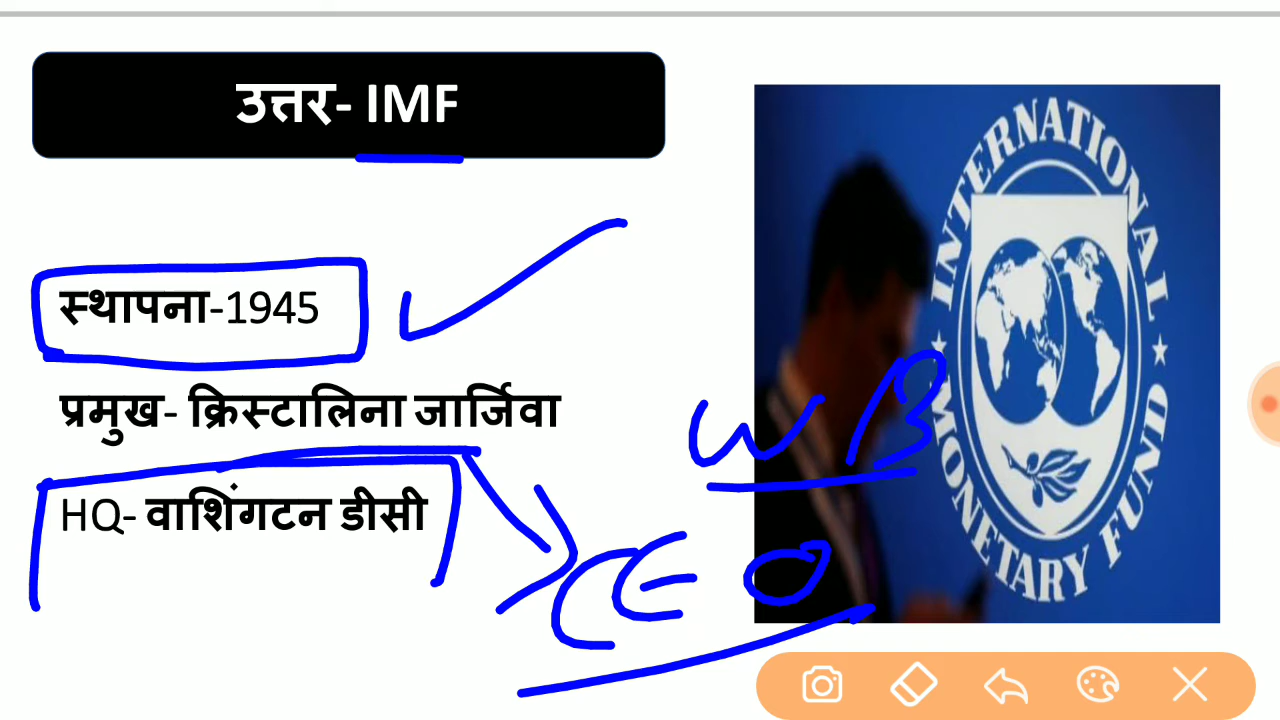 उत्तर- IMF
स्थापना-1945
प्रमुख- क्रिस्टालिना जार्जिवा
HQ- वाशिंगटन डीसी
INTERNATIONAL
MONETARY FUND
WB
CEO